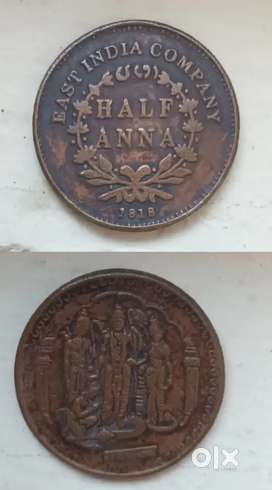 EAST INDIA COMPANY
HALF
ANNA
1818
olx